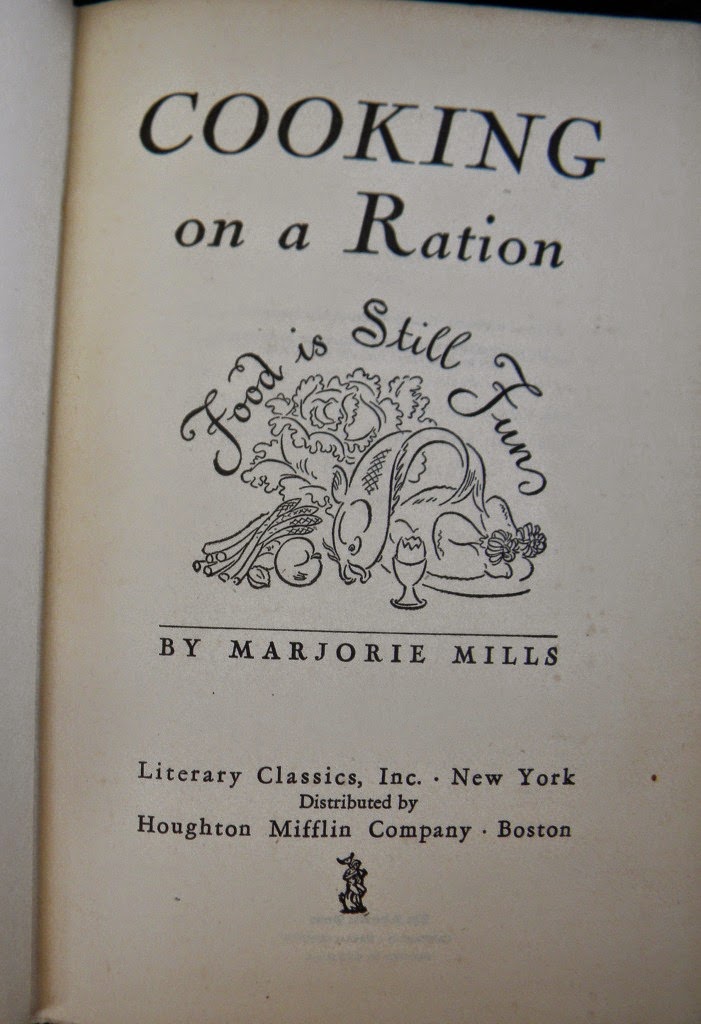 COOKING
on a Ration
Food is Still Fun
BY MARJORIE MILLS
Literary Classics, Inc. · New York
Distributed by
Houghton Mifflin Company · Boston